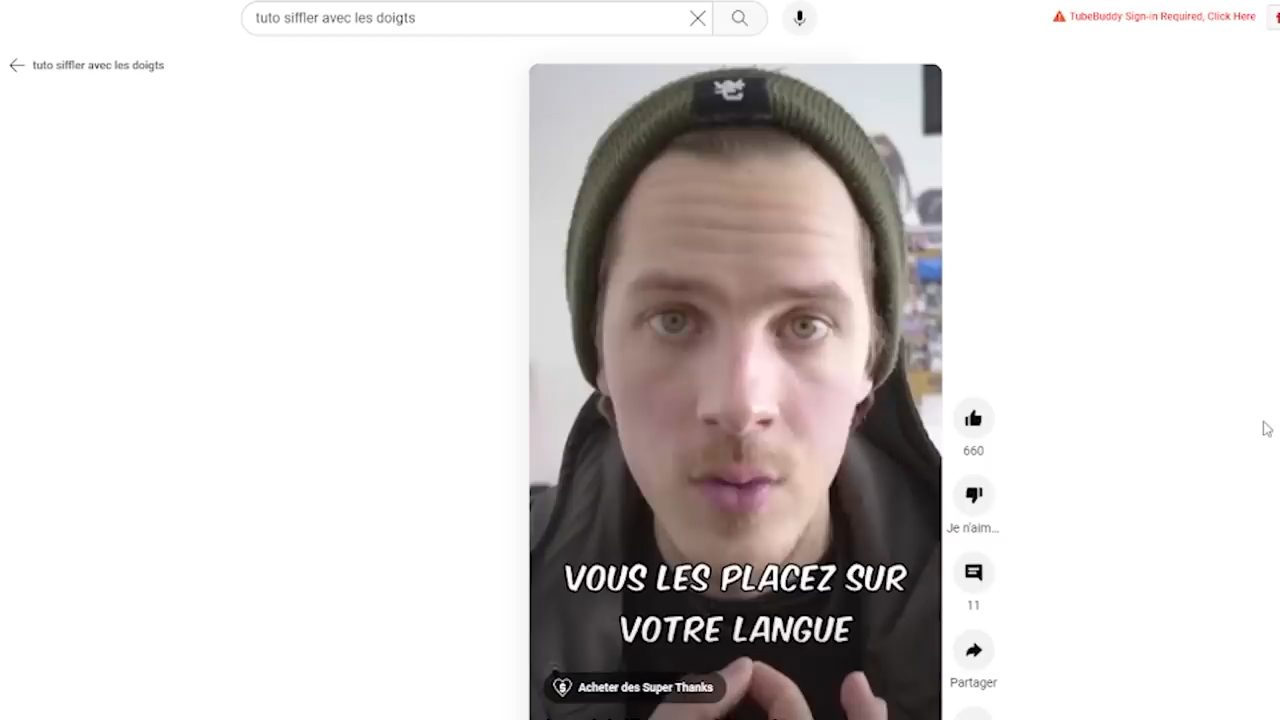 tuto siffler avec les doigts
TubeBuddy Sign-in Required, Click Here
tuto siffler avec les doigts
660
Je n'aim...
11
Partager
VOUS LES PLACEZ SUR
VOTRE LANGUE
Acheter des Super Thanks